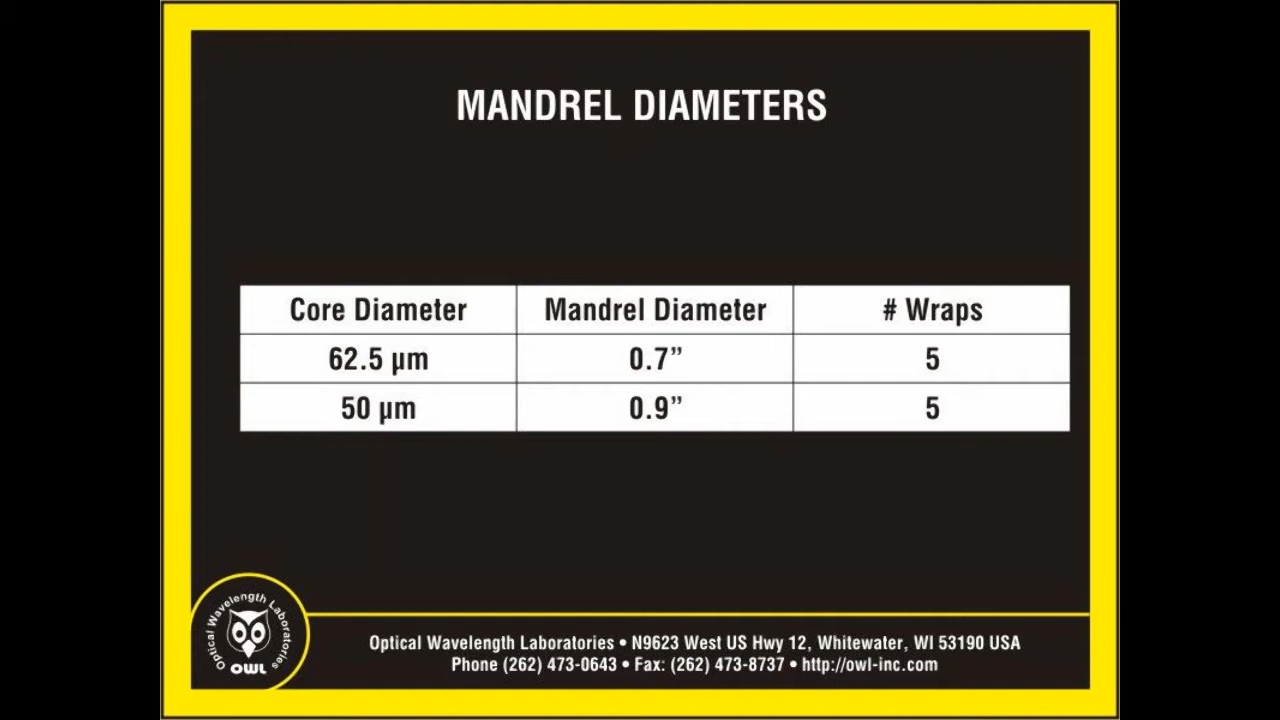 MANDREL DIAMETERS
Core Diameter Mandrel Diameter # Wraps
62.5 µm 0.7” 5
50 µm 0.9” 5
Optical Wavelength Laboratories
OWL
Optical Wavelength Laboratories • N9623 West US Hwy 12, Whitewater, WI 53190 USA
Phone (262) 473-0643 • Fax: (262) 473-8737 • http://owl-inc.com